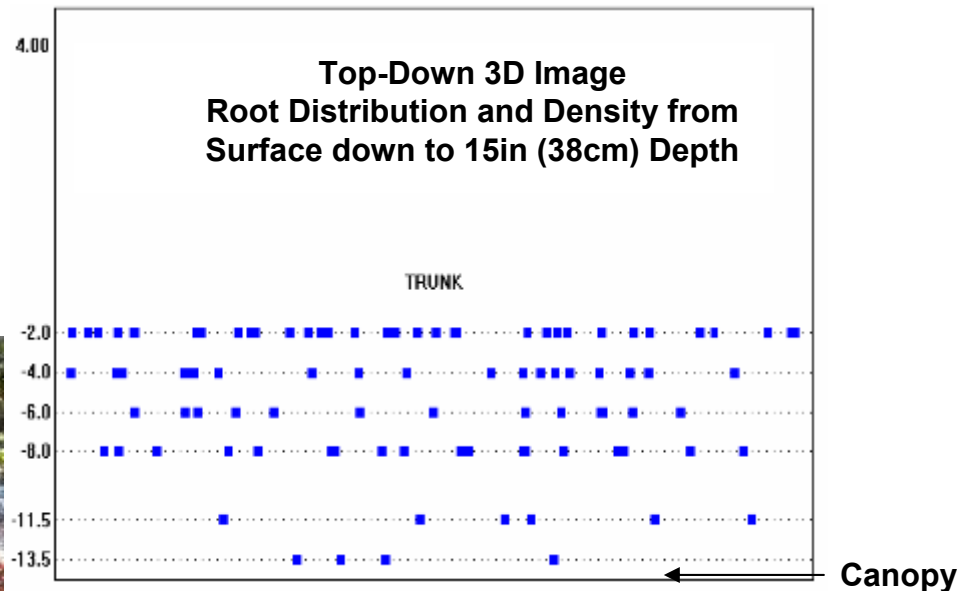 4.00
Top-Down 3D Image
Root Distribution and Density from
Surface down to 15in (38cm) Depth
TRUNK
-2.0
-4.0
-6.0
-8.0
-11.5
-13.5
Canopy